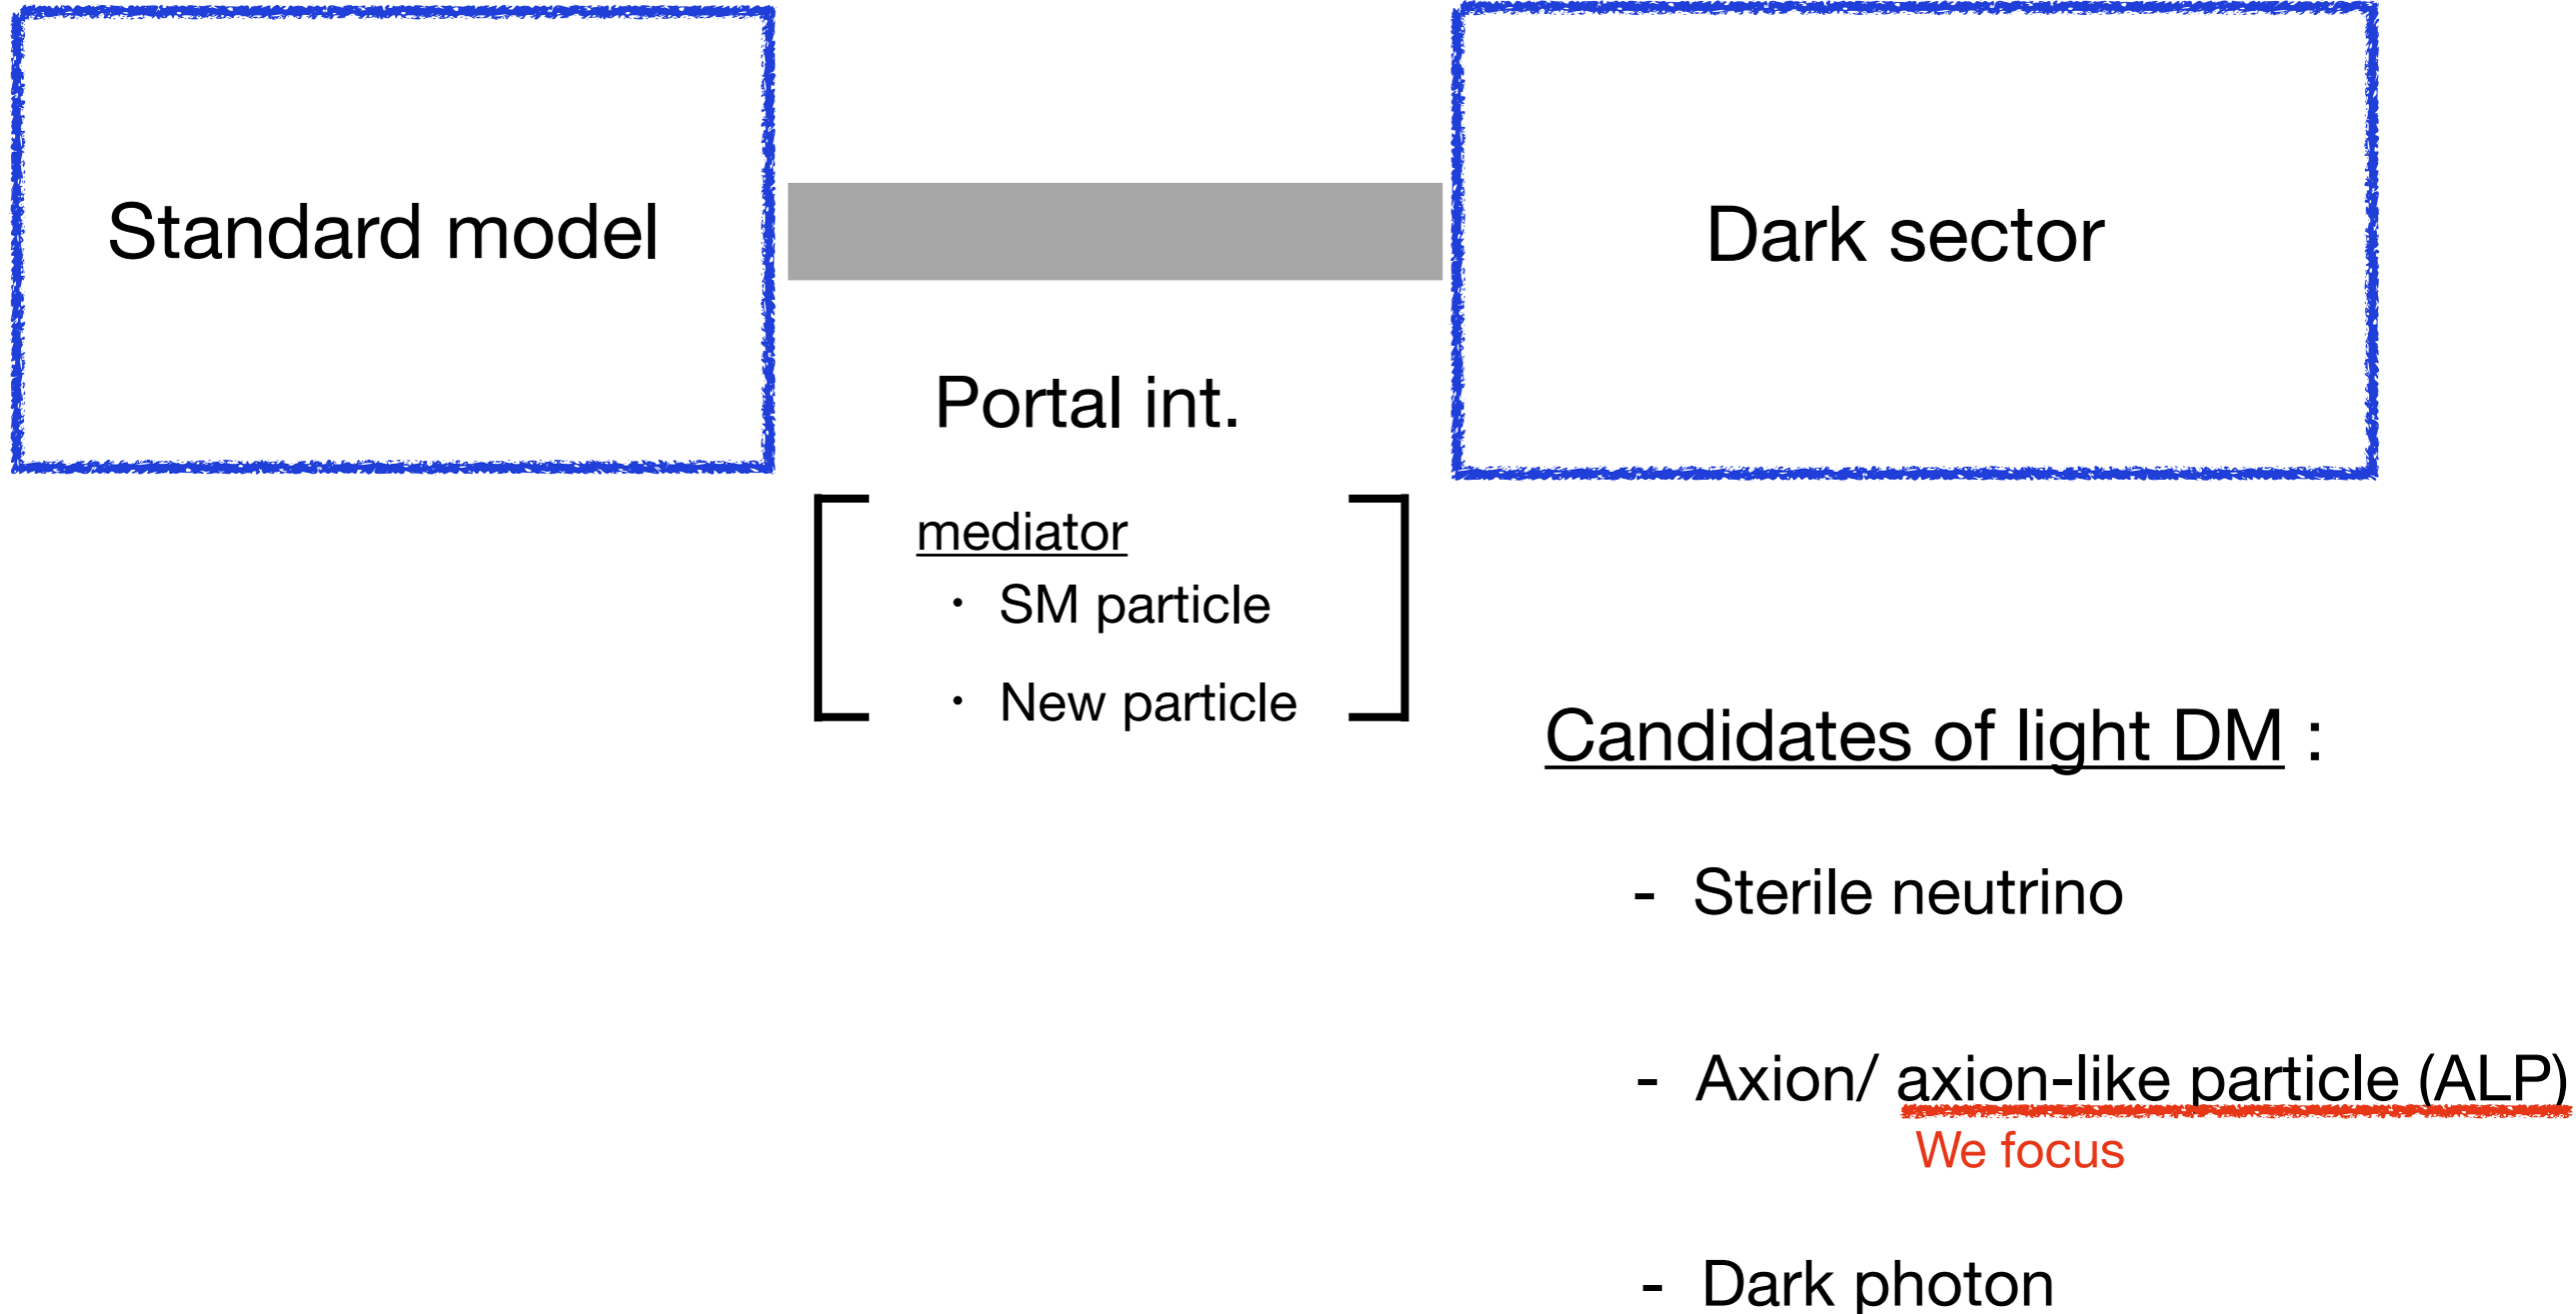 Standard model
Dark sector
Portal int.
mediator
・ SM particle
・ New particle
Candidates of light DM :
- Sterile neutrino
- Axion/ axion-like particle (ALP)
We focus
- Dark photon